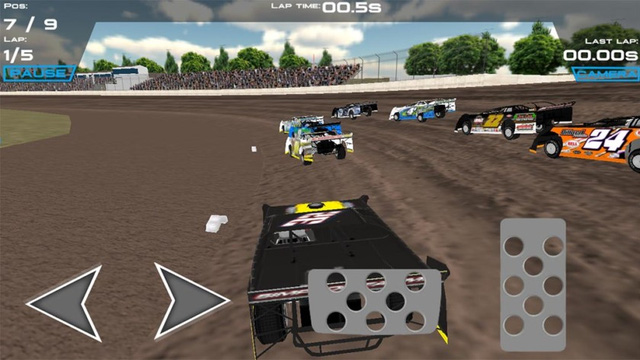 POS:
7 / 9
LAP:
1/5
PAUSE
LAP TIME: 00.5s
LAST LAP:
00.00s
CAMERA
24